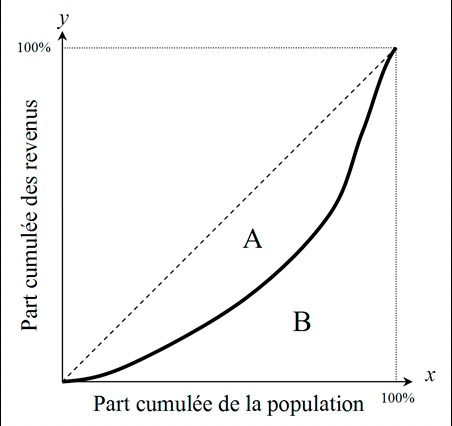 y
100%
Part cumulée des revenus
A
B
x
100%
Part cumulée de la population